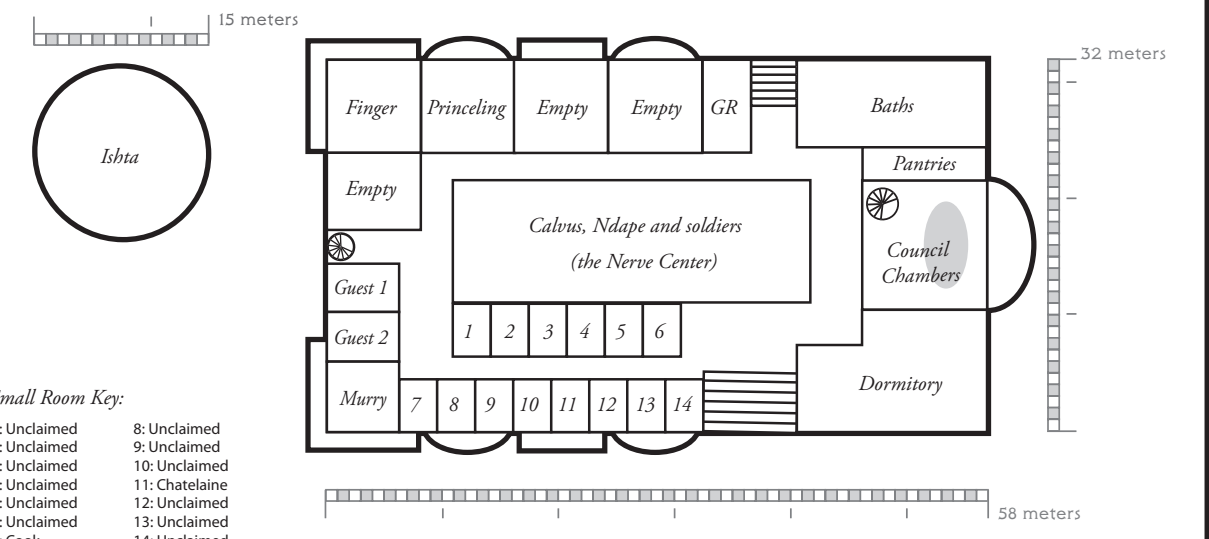 15 meters
32 meters
Ishta
Finger
Princeling
Empty
Empty
GR
Baths
Pantries
Empty
Calvus, Ndape and soldiers
(the Nerve Center)
Council
Chambers
Guest 1
Guest 2
1 2 3 4 5 6
Murry
7 8 9 10 11 12 13 14
Dormitory
mall Room Key:
: Unclaimed
: Unclaimed
: Unclaimed
: Unclaimed
: Unclaimed
: Unclaimed
8: Unclaimed
9: Unclaimed
10: Unclaimed
11: Chatelaine
12: Unclaimed
13: Unclaimed
58 meters